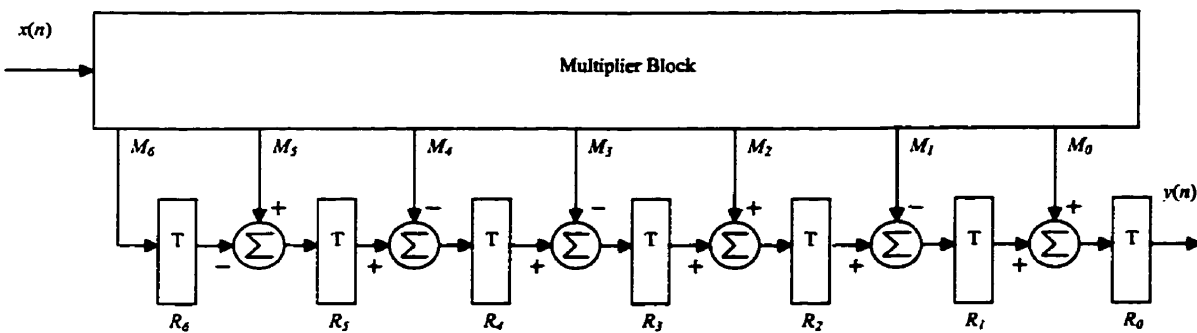 x(n)
Multiplier Block
M6 M5 M4 M3 M2 M1 M0
y(n)
+ − − + − +
T Σ T Σ T Σ T Σ T Σ T Σ T
− + + + + +
R6 R5 R4 R3 R2 R1 R0